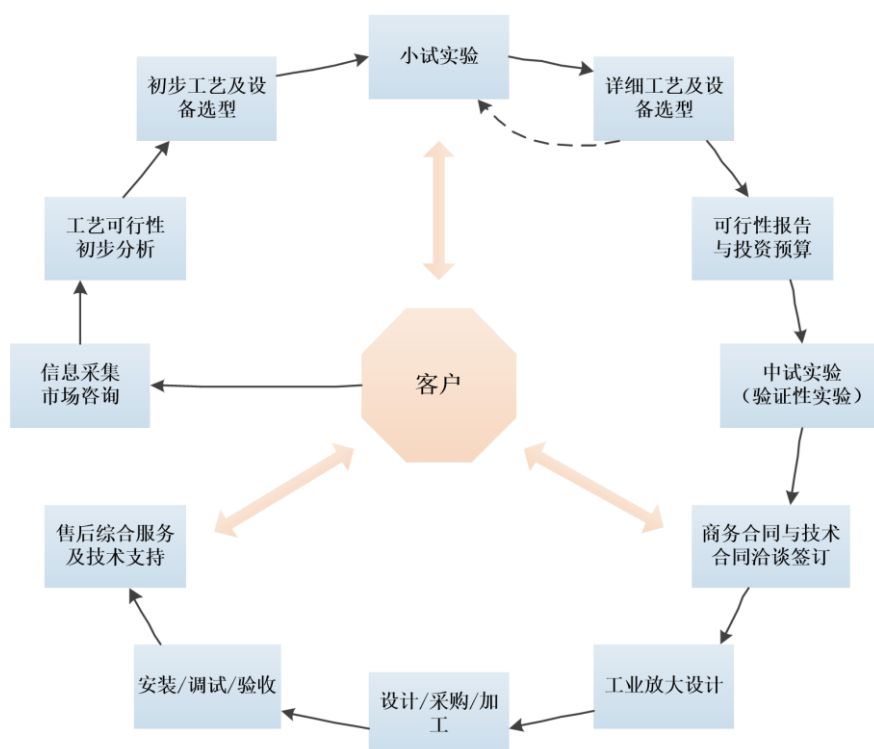 小试实验
初步工艺及设
备选型
详细工艺及设
备选型
工艺可行性
初步分析
可行性报告
与投资预算
信息采集
市场咨询
客户
中试实验
（验证性实验）
售后综合服务
及技术支持
商务合同与技术
合同洽谈签订
安装/调试/验收
设计/采购/加
工
工业放大设计